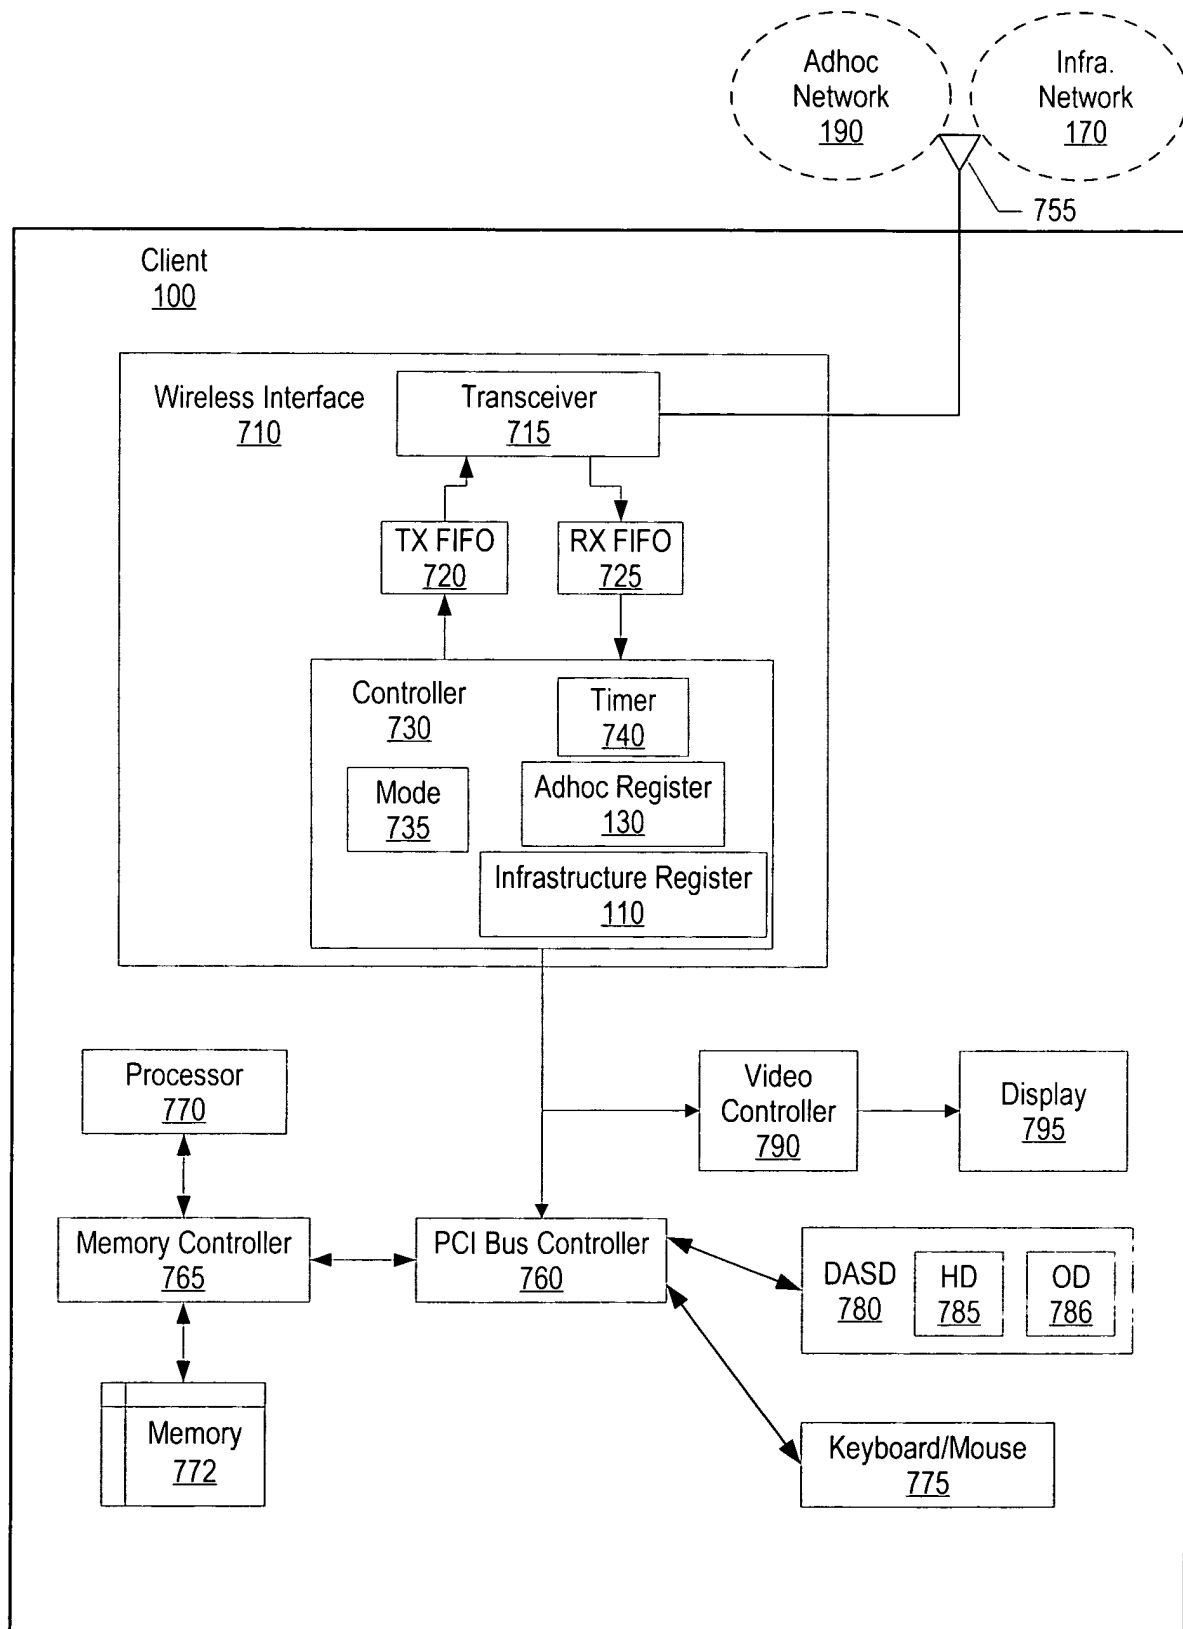 Adhoc
Network
190
Infra.
Network
170
755
Client
100
Wireless Interface
710
Transceiver
715
TX FIFO
720
RX FIFO
725
Controller
730
Timer
740
Mode
735
Adhoc Register
130
Infrastructure Register
110
Processor
770
Video
Controller
790
Display
795
Memory Controller
765
PCI Bus Controller
760
DASD
780
HD
785
OD
786
Memory
772
Keyboard/Mouse
775